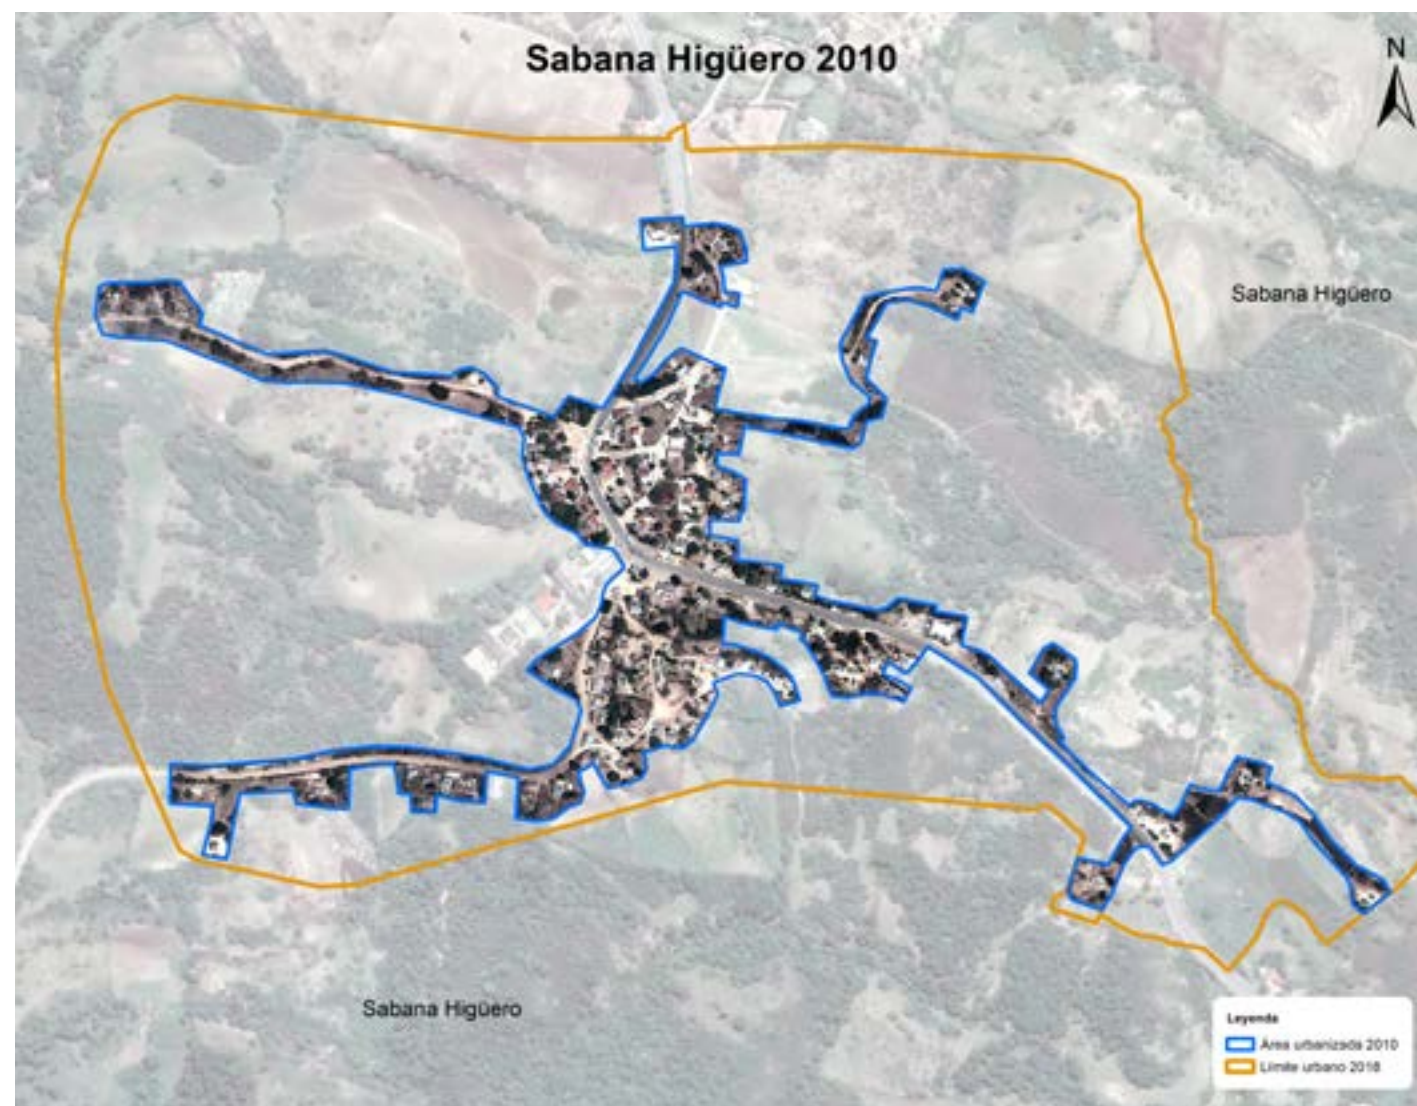 Sabana Higüero 2010
N
Sabana Higüero
Sabana Higüero
Leyenda
Área urbanizada 2010
Límite urbano 2018